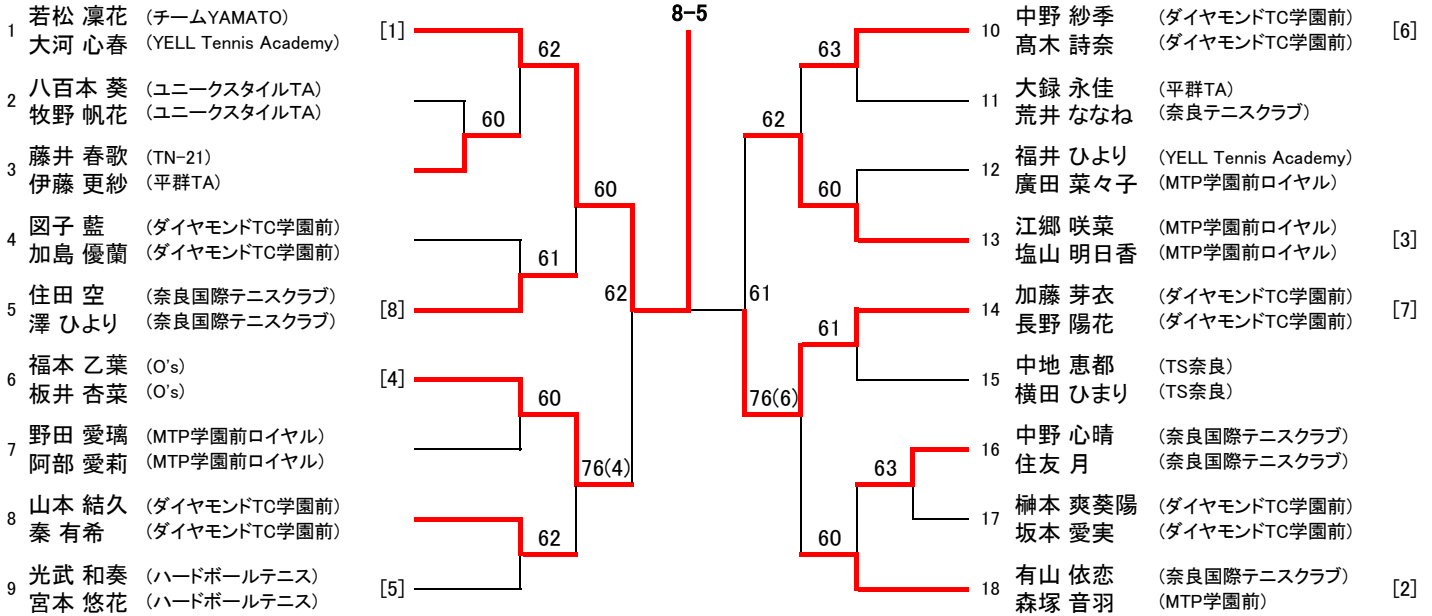 8-5
1 若松 凜花 (チームYAMATO) [1]
大河 心春 (YELL Tennis Academy)
2 八百本 葵 (ユニークスタイルTA)
牧野 帆花 (ユニークスタイルTA)
3 藤井 春歌 (TN-21)
伊藤 更紗 (平群TA)
4 図子 藍 (ダイヤモンドTC学園前)
加島 優蘭 (ダイヤモンドTC学園前)
5 住田 空 (奈良国際テニスクラブ) [8]
澤 ひより (奈良国際テニスクラブ)
6 福本 乙葉 (O's) [4]
板井 杏菜 (O's)
7 野田 愛璃 (MTP学園前ロイヤル)
阿部 愛莉 (MTP学園前ロイヤル)
8 山本 結久 (ダイヤモンドTC学園前)
秦 有希 (ダイヤモンドTC学園前)
9 光武 和奏 (ハードボールテニス) [5]
宮本 悠花 (ハードボールテニス)
62
60
60
61
62
60
76(4)
62
63
62
60
61
61
76(6)
63
60
10 中野 紗季 (ダイヤモンドTC学園前) [6]
髙木 詩奈 (ダイヤモンドTC学園前)
11 大録 永佳 (平群TA)
荒井 ななね (奈良テニスクラブ)
12 福井 ひより (YELL Tennis Academy)
廣田 菜々子 (MTP学園前ロイヤル)
13 江郷 咲菜 (MTP学園前ロイヤル) [3]
塩山 明日香 (MTP学園前ロイヤル)
14 加藤 芽衣 (ダイヤモンドTC学園前) [7]
長野 陽花 (ダイヤモンドTC学園前)
15 中地 恵都 (TS奈良)
横田 ひまり (TS奈良)
16 中野 心晴 (奈良国際テニスクラブ)
住友 月 (奈良国際テニスクラブ)
17 榊本 爽葵陽 (ダイヤモンドTC学園前)
坂本 愛実 (ダイヤモンドTC学園前)
18 有山 依恋 (奈良国際テニスクラブ) [2]
森塚 音羽 (MTP学園前)